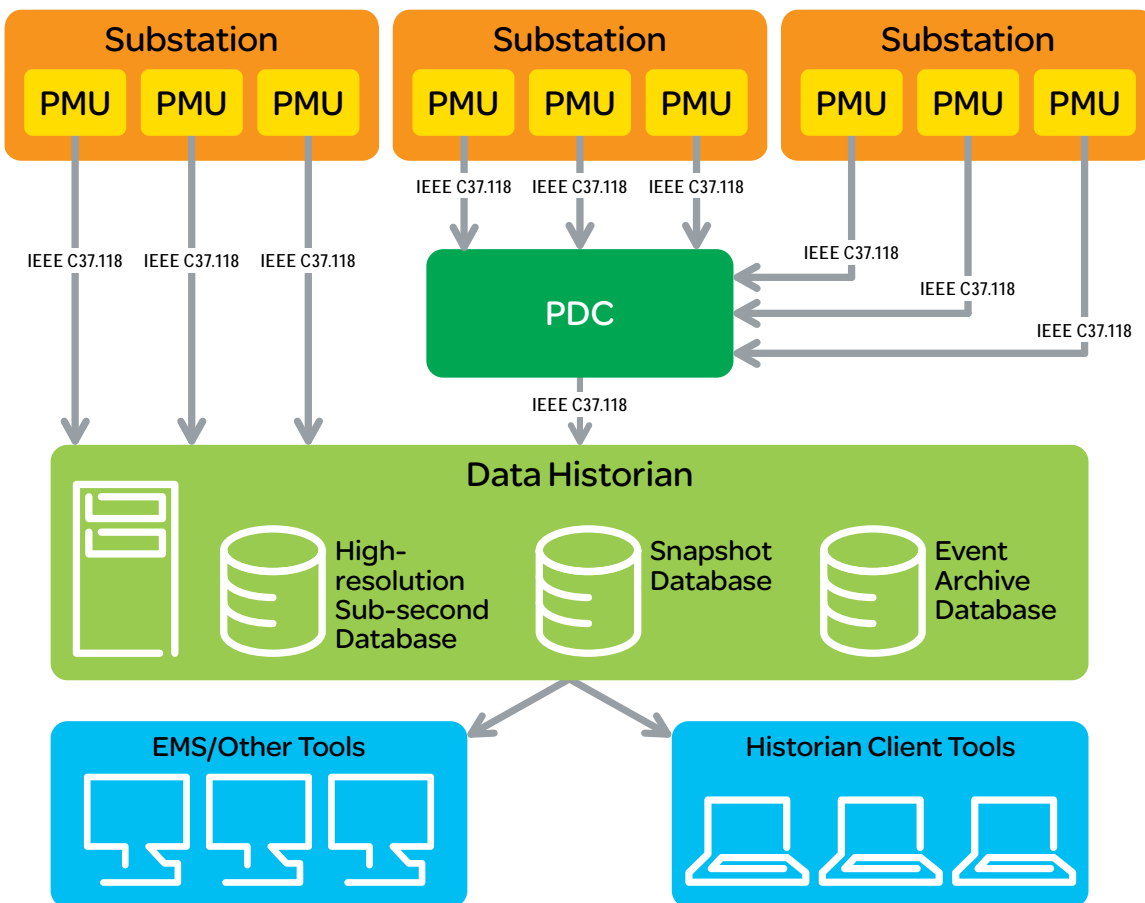 Substation
Substation
Substation
PMU PMU PMU
PMU PMU PMU
PMU PMU PMU
IEEE C37.118 IEEE C37.118 IEEE C37.118
IEEE C37.118 IEEE C37.118 IEEE C37.118
IEEE C37.118
IEEE C37.118
IEEE C37.118
PDC
IEEE C37.118
Data Historian
High-
resolution
Sub-second
Database
Snapshot
Database
Event
Archive
Database
EMS/Other Tools
Historian Client Tools